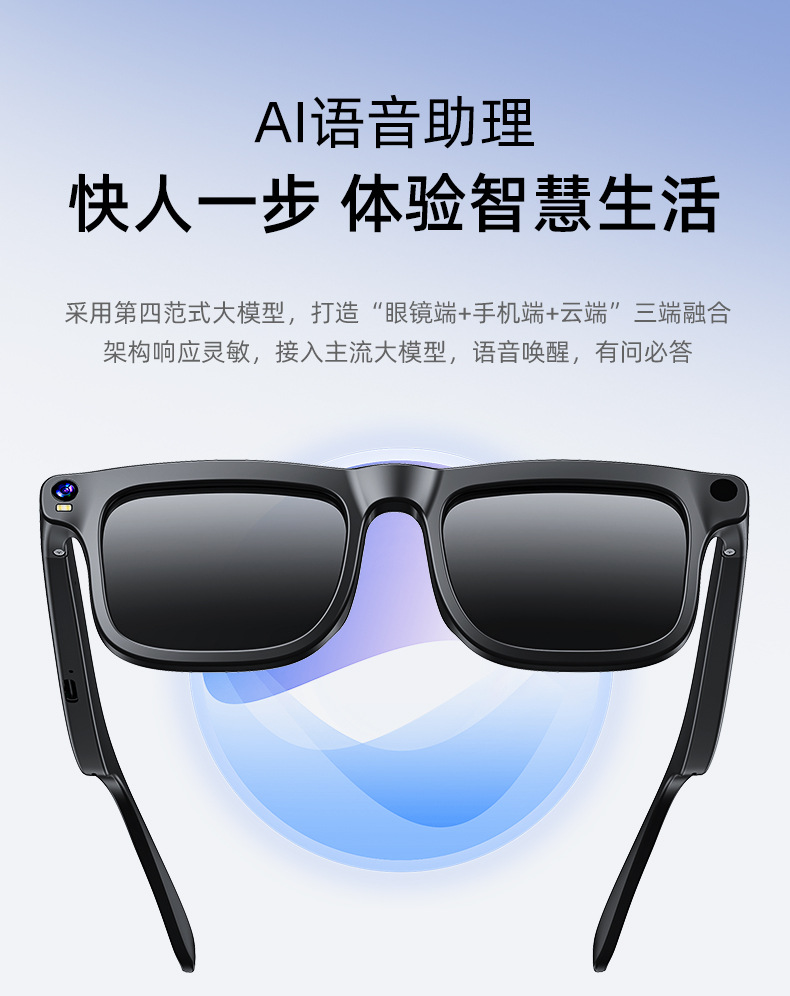 AI语音助理
快人一步 体验智慧生活
采用第四范式大模型，打造“眼镜端+手机端+云端”三端融合
架构响应灵敏，接入主流大模型，语音唤醒，有问必答